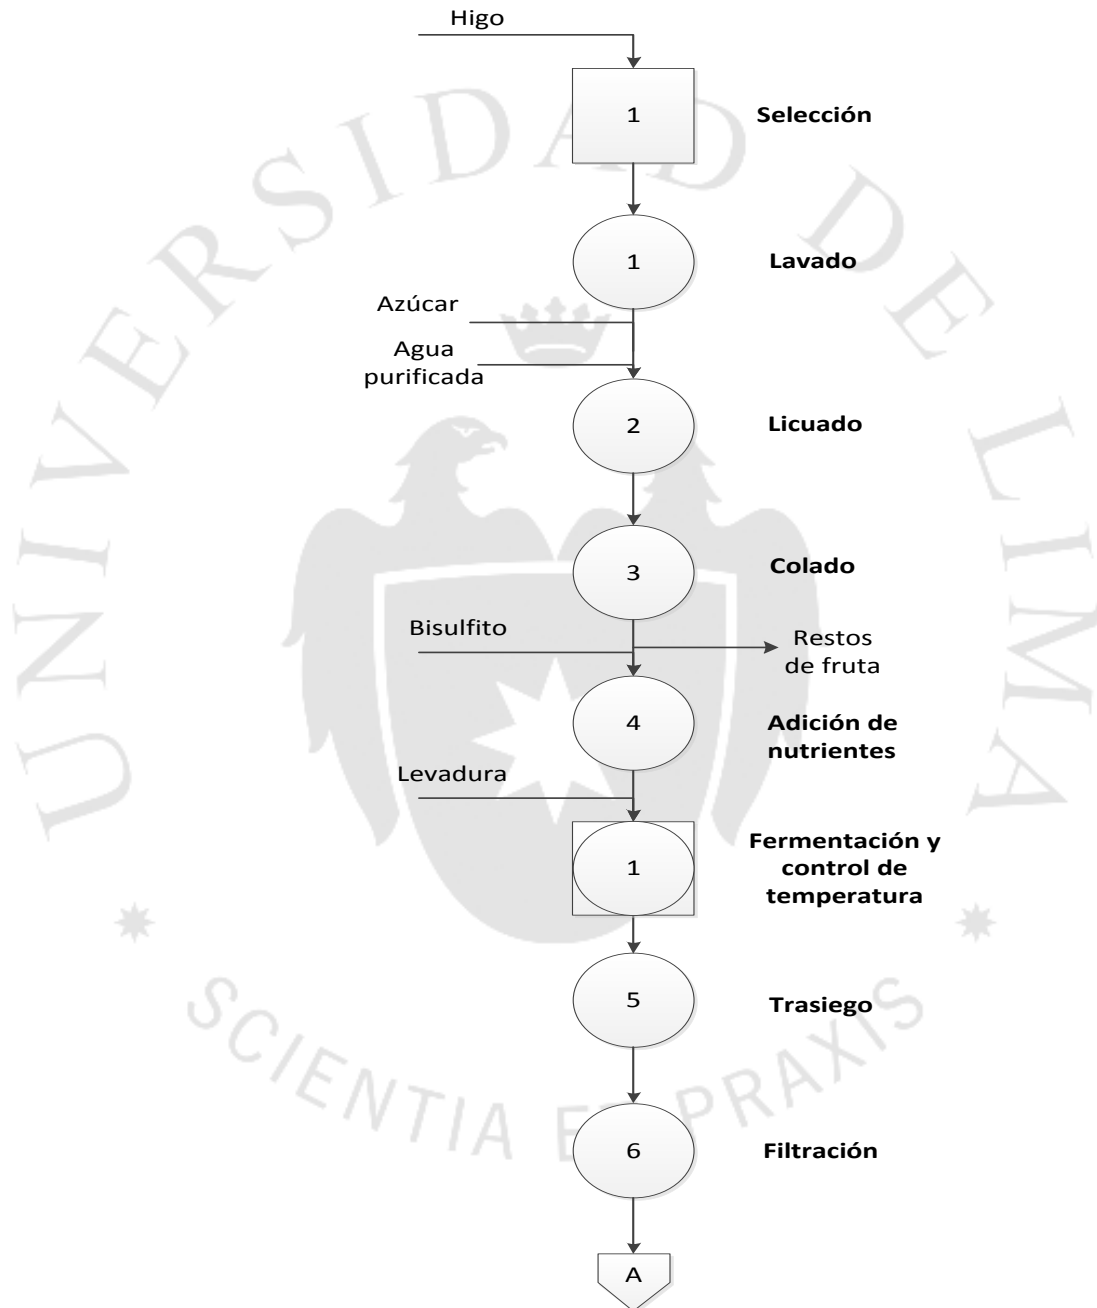 Higo
1
Selección
1
Lavado
Azúcar
Agua
purificada
2
Licuado
3
Colado
Bisulfito
Restos
de fruta
4
Adición de
nutrientes
Levadura
1
Fermentación y
control de
temperatura
5
Trasiego
6
Filtración
A
UNIVERSIDAD DE LIMA
SCIENTIA ET PRAXIS